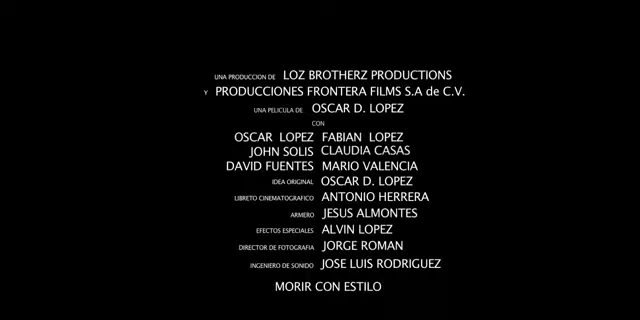 UNA PRODUCCION DE LOZ BROTHERZ PRODUCTIONS
Y PRODUCCIONES FRONTERA FILMS S.A de C.V.
UNA PELICULA DE OSCAR D. LOPEZ
CON
OSCAR LOPEZ FABIAN LOPEZ
JOHN SOLIS CLAUDIA CASAS
DAVID FUENTES MARIO VALENCIA
IDEA ORIGINAL OSCAR D. LOPEZ
LIBRETO CINEMATOGRAFICO ANTONIO HERRERA
ARMERO JESUS ALMONTES
EFECTOS ESPECIALES ALVIN LOPEZ
DIRECTOR DE FOTOGRAFIA JORGE ROMAN
INGENIERO DE SONIDO JOSE LUIS RODRIGUEZ
MORIR CON ESTILO